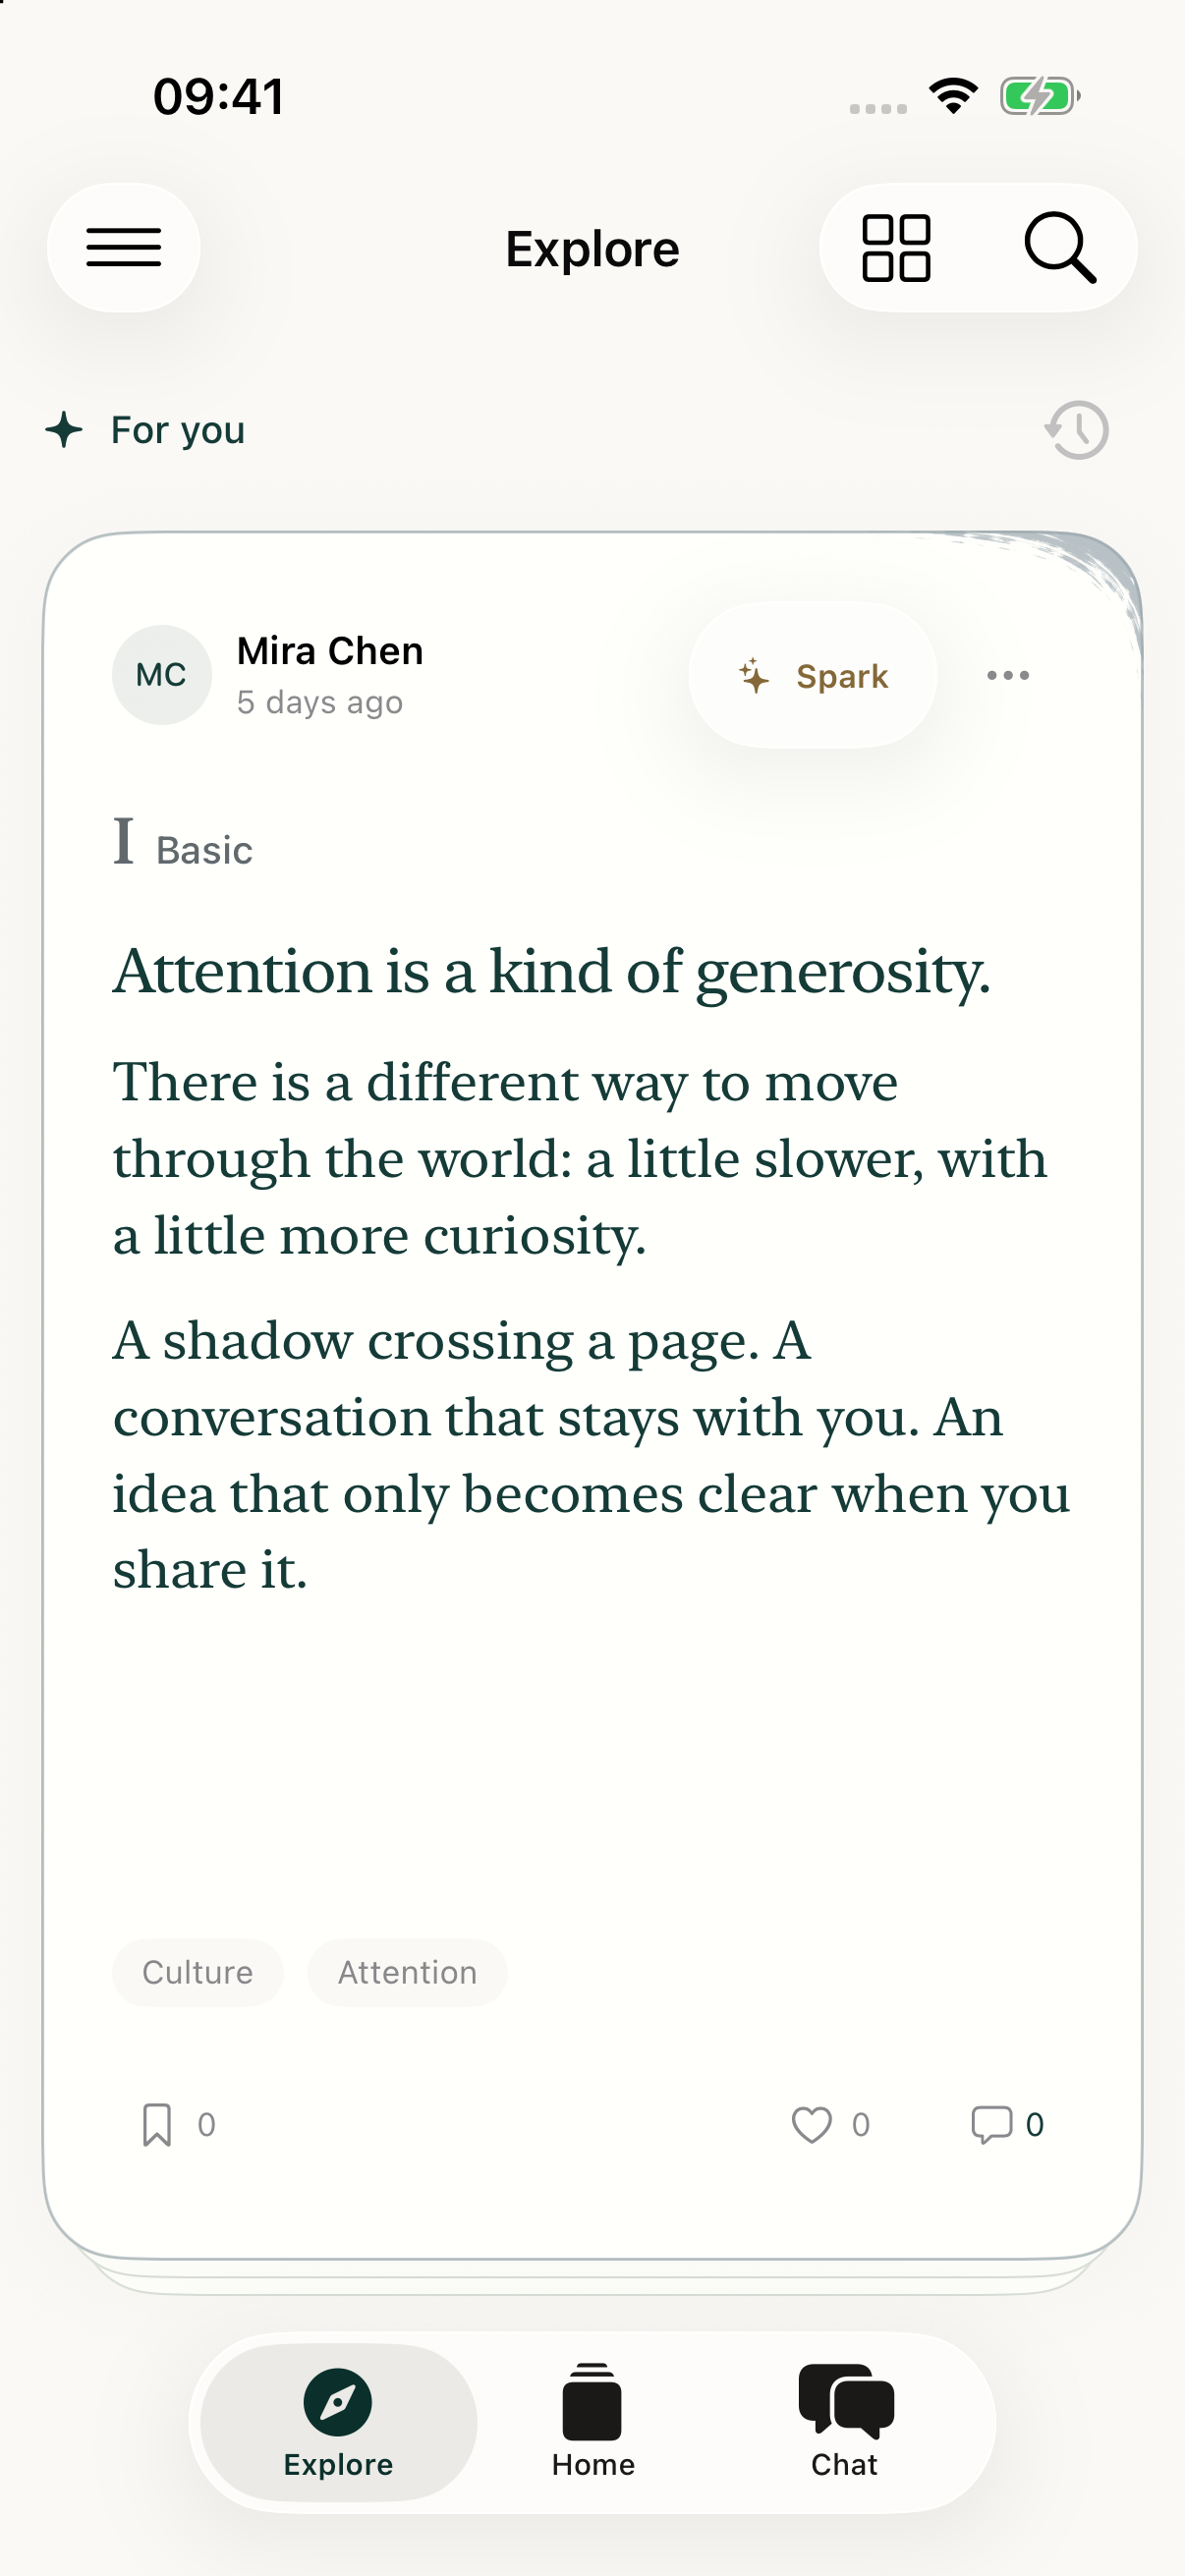 09:41
Explore
For you
MC
Mira Chen
5 days ago
Spark
I Basic
Attention is a kind of generosity.
There is a different way to move
through the world: a little slower, with
a little more curiosity.
A shadow crossing a page. A
conversation that stays with you. An
idea that only becomes clear when you
share it.
Culture Attention
0 0 0
Explore Home Chat